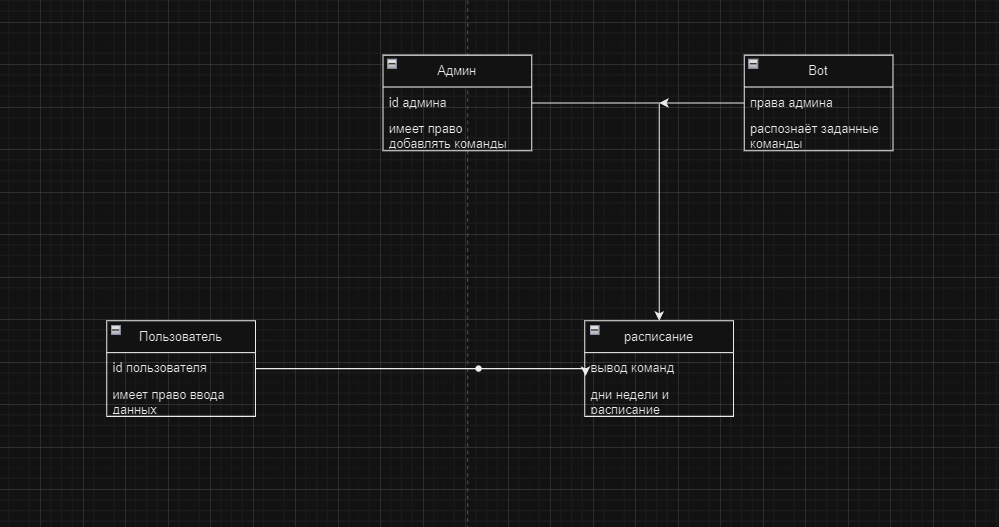 Админ
id админа
имеет право
добавлять команды
Bot
права админа
распознаёт заданные
команды
Пользователь
id пользователя
имеет право ввода
данных
расписание
вывод команд
дни недели и
расписание